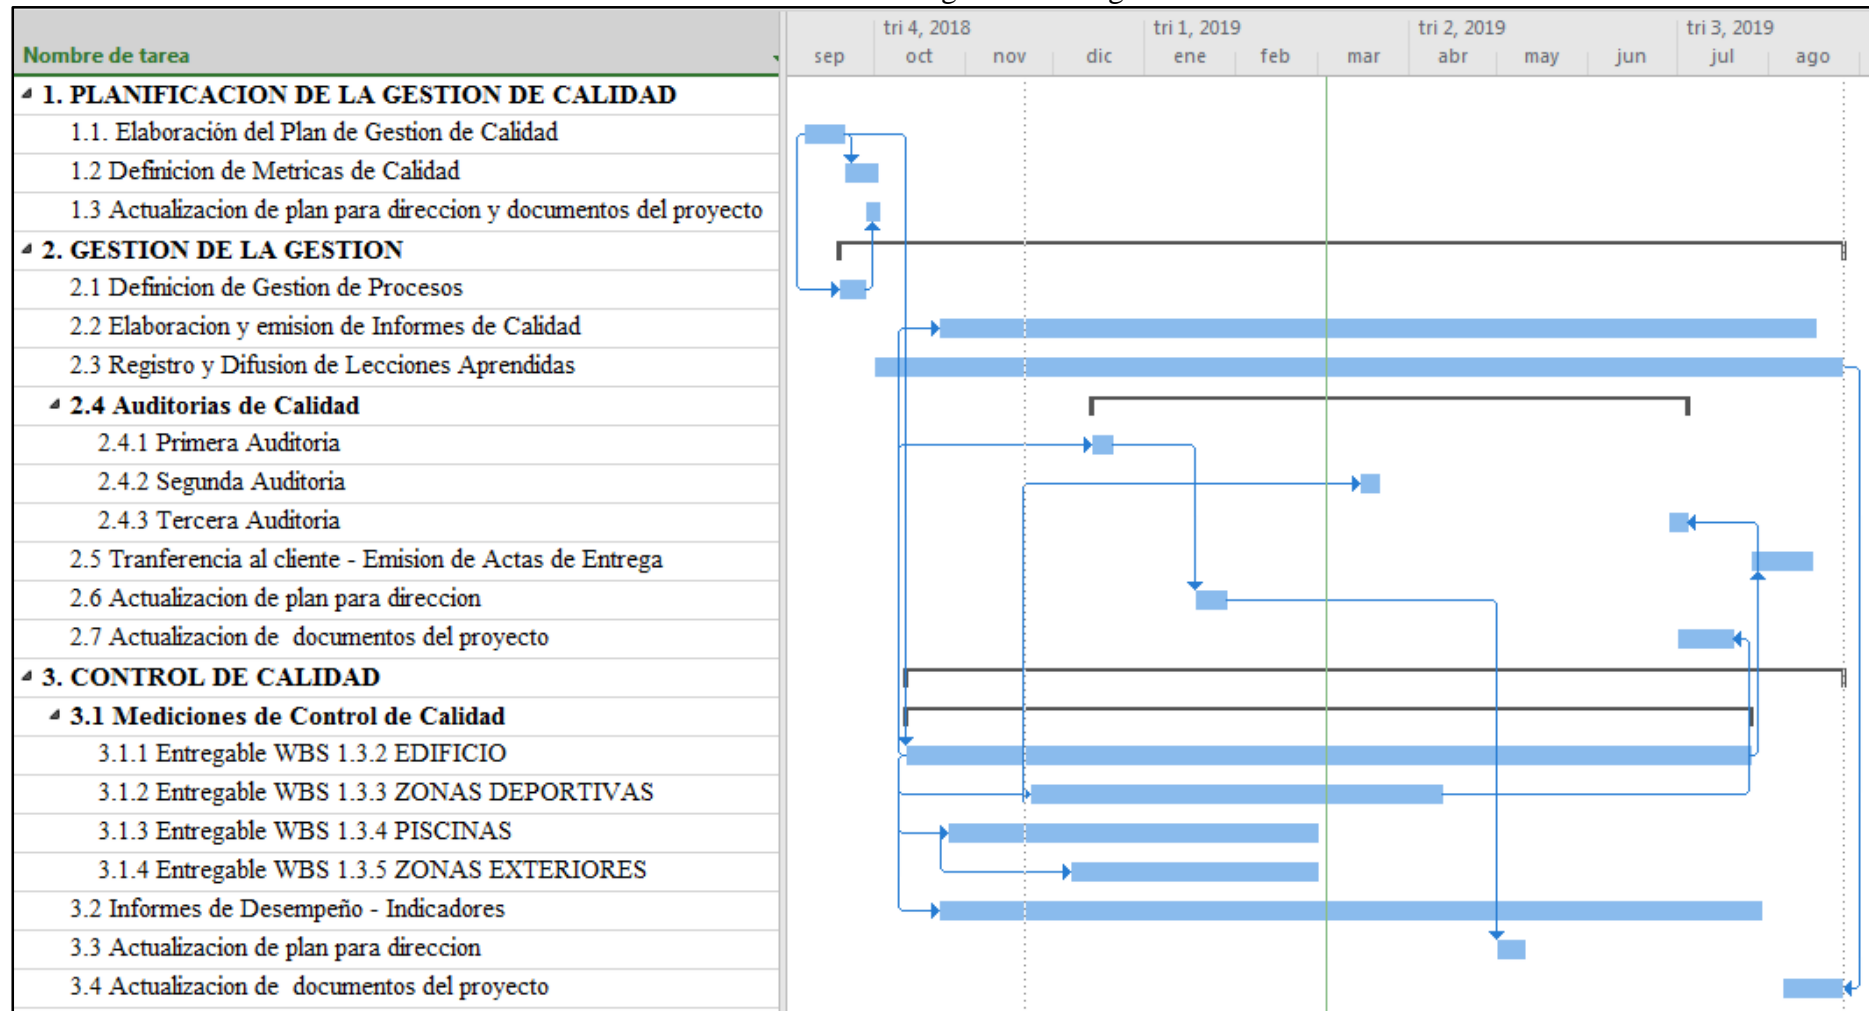 tri 4, 2018 tri 1, 2019 tri 2, 2019 tri 3, 2019
Nombre de tarea sep oct nov dic ene feb mar abr may jun jul ago
1. PLANIFICACION DE LA GESTION DE CALIDAD
1.1. Elaboración del Plan de Gestion de Calidad
1.2 Definicion de Metricas de Calidad
1.3 Actualizacion de plan para direccion y documentos del proyecto
2. GESTION DE LA GESTION
2.1 Definicion de Gestion de Procesos
2.2 Elaboracion y emision de Informes de Calidad
2.3 Registro y Difusion de Lecciones Aprendidas
2.4 Auditorias de Calidad
2.4.1 Primera Auditoria
2.4.2 Segunda Auditoria
2.4.3 Tercera Auditoria
2.5 Tranferencia al cliente - Emision de Actas de Entrega
2.6 Actualizacion de plan para direccion
2.7 Actualizacion de documentos del proyecto
3. CONTROL DE CALIDAD
3.1 Mediciones de Control de Calidad
3.1.1 Entregable WBS 1.3.2 EDIFICIO
3.1.2 Entregable WBS 1.3.3 ZONAS DEPORTIVAS
3.1.3 Entregable WBS 1.3.4 PISCINAS
3.1.4 Entregable WBS 1.3.5 ZONAS EXTERIORES
3.2 Informes de Desempeño - Indicadores
3.3 Actualizacion de plan para direccion
3.4 Actualizacion de documentos del proyecto